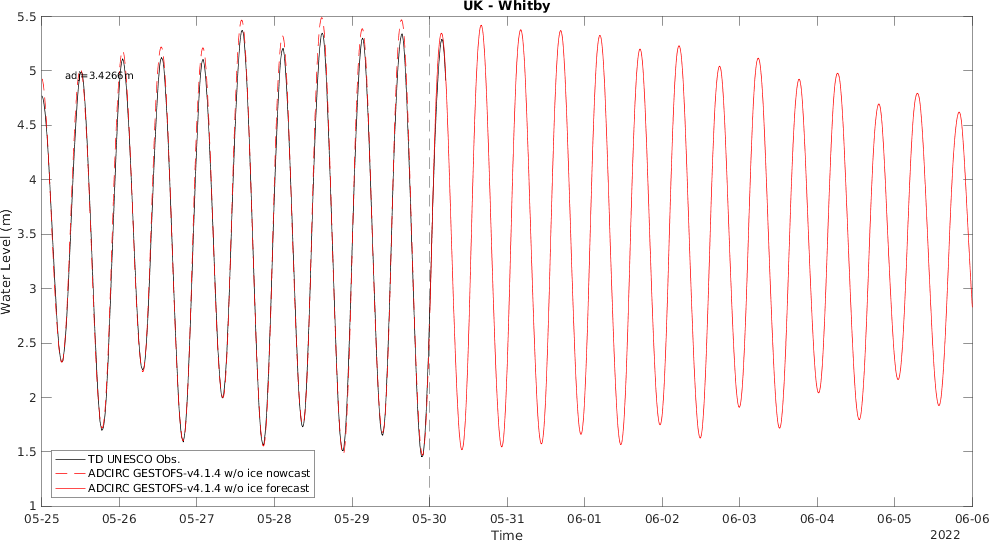 UK - Whitby
5.5
5
4.5
4
3.5
3
2.5
2
1.5
1
Water Level (m)
adj=3.4266m
TD UNESCO Obs.
ADCIRC GESTOFS-v4.1.4 w/o ice nowcast
ADCIRC GESTOFS-v4.1.4 w/o ice forecast
05-25 05-26 05-27 05-28 05-29 05-30 05-31 06-01 06-02 06-03 06-04 06-05 06-06
Time
2022